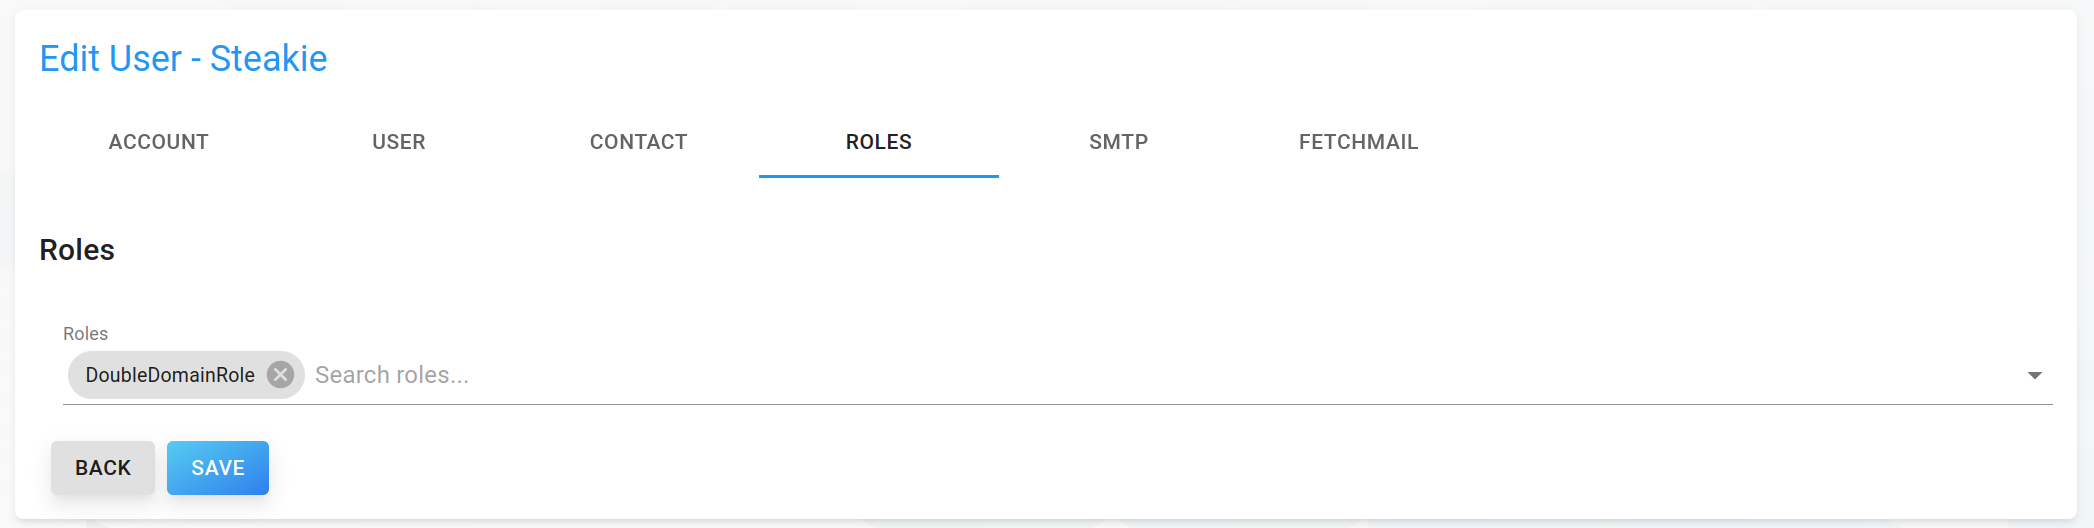 Edit User - Steakie
ACCOUNT USER CONTACT ROLES SMTP FETCHMAIL
Roles
Roles
DoubleDomainRole Search roles...
BACK SAVE